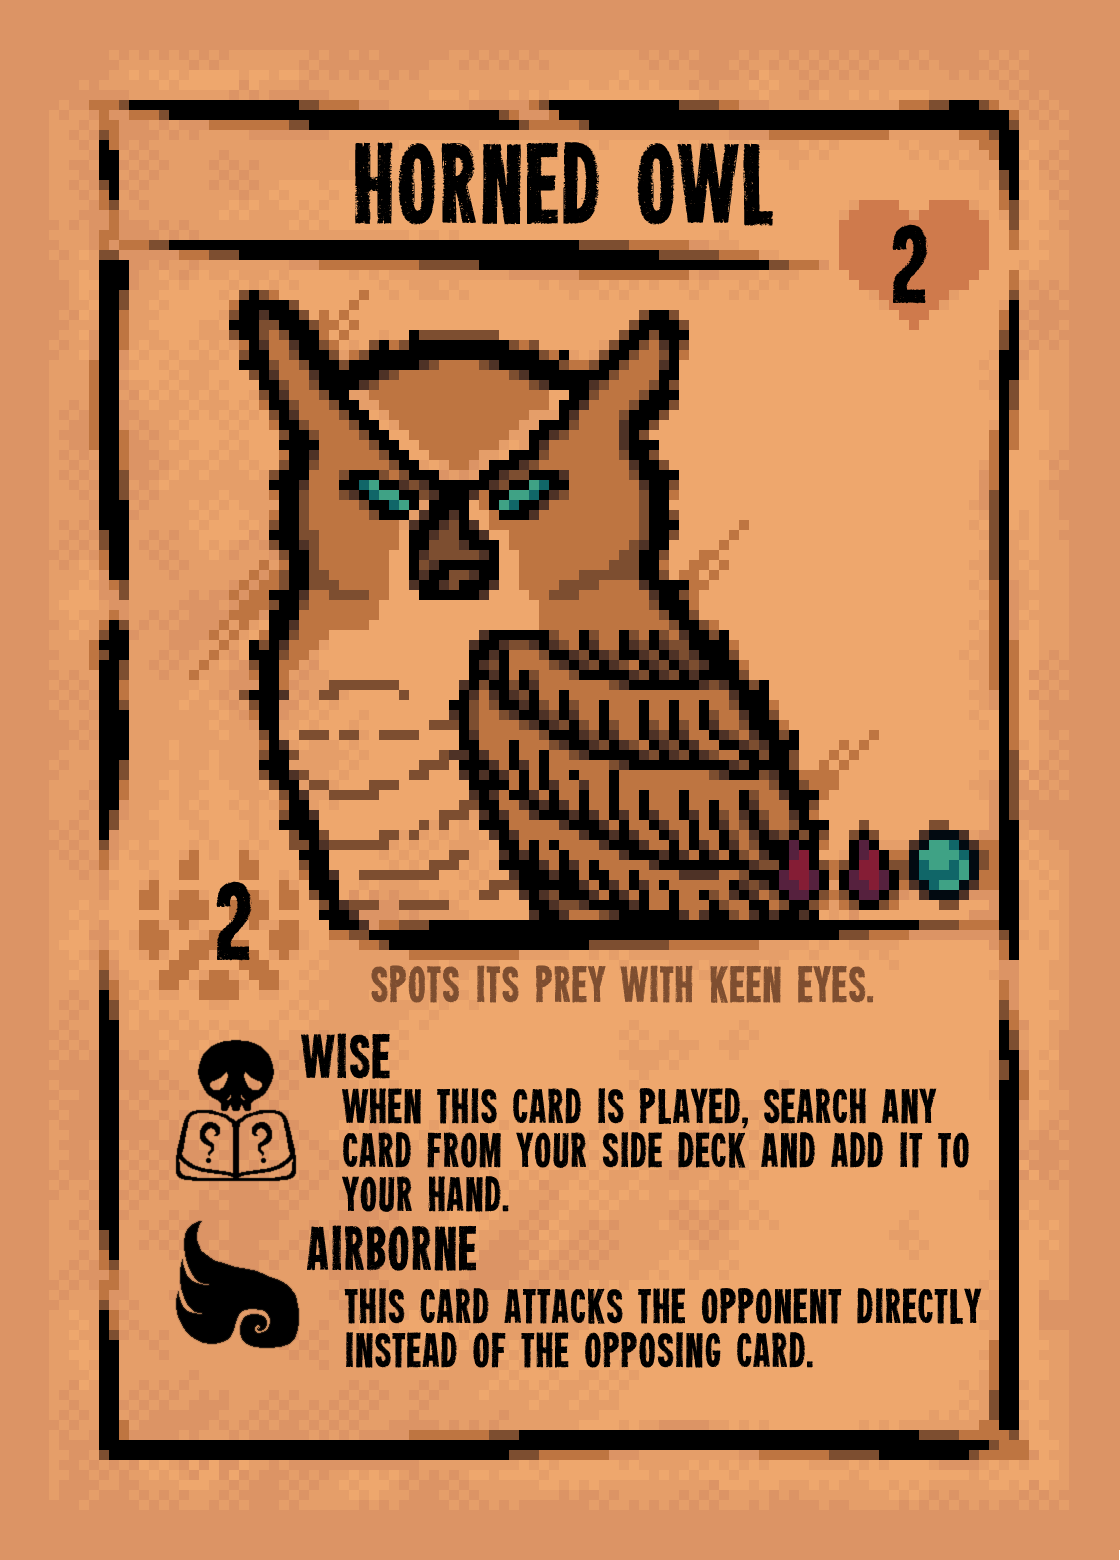 HORNED OWL
2
2
SPOTS ITS PREY WITH KEEN EYES.
WISE
WHEN THIS CARD IS PLAYED, SEARCH ANY
CARD FROM YOUR SIDE DECK AND ADD IT TO
YOUR HAND.
? ?
AIRBORNE
THIS CARD ATTACKS THE OPPONENT DIRECTLY
INSTEAD OF THE OPPOSING CARD.